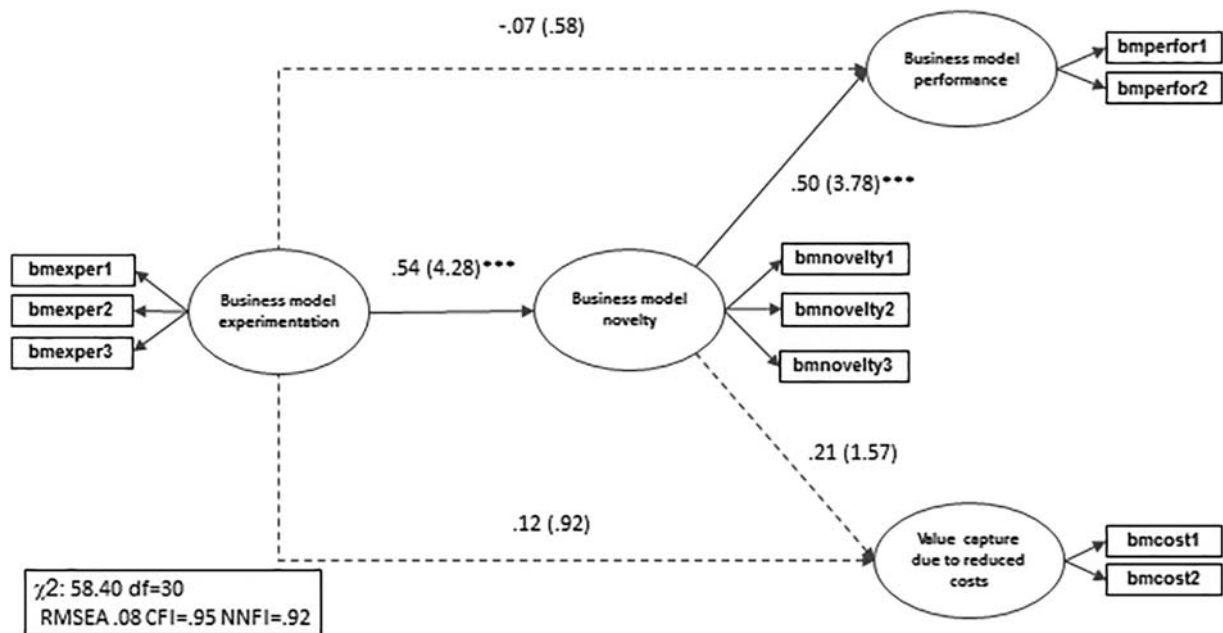 -.07 (.58)
Business model
performance
bmperfor1
bmperfor2
.50 (3.78)***
bmexper1
bmexper2
bmexper3
Business model
experimentation
.54 (4.28)***
Business model
novelty
bmnovelty1
bmnovelty2
bmnovelty3
.21 (1.57)
.12 (.92)
Value capture
due to reduced
costs
bmcost1
bmcost2
χ2: 58.40 df=30
RMSEA .08 CFI=.95 NNFI=.92